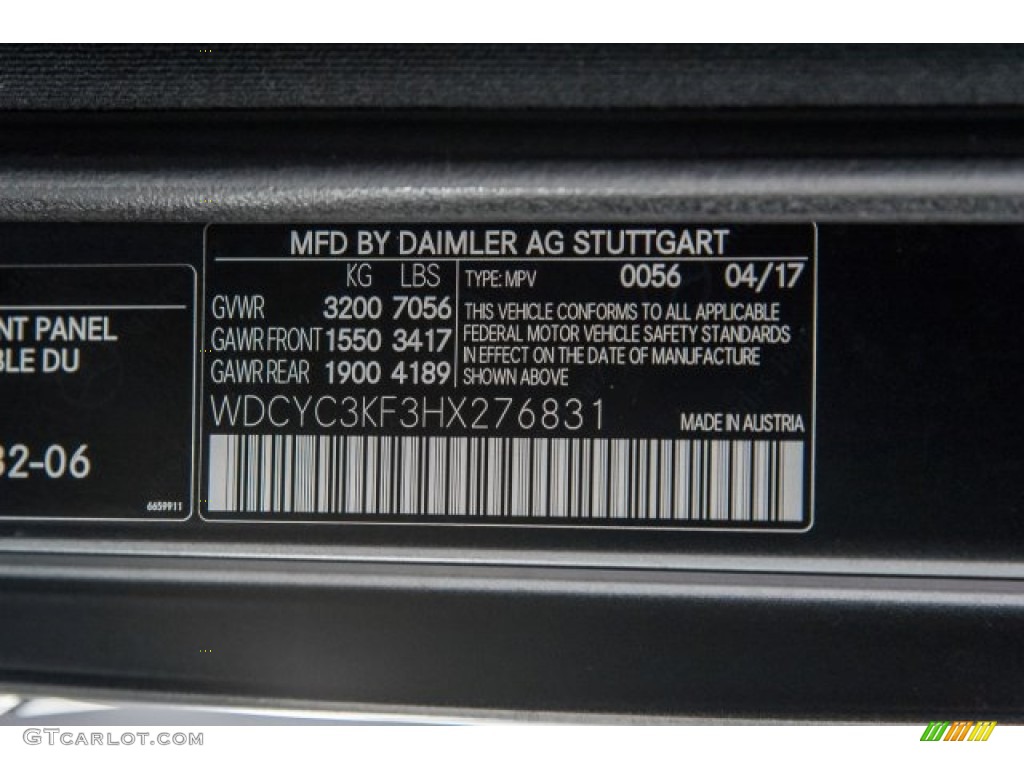 MFD BY DAIMLER AG STUTTGART
KG LBS
GVWR 3200 7056
GAWR FRONT 1550 3417
GAWR REAR 1900 4189
TYPE: MPV 0056 04/17
THIS VEHICLE CONFORMS TO ALL APPLICABLE
FEDERAL MOTOR VEHICLE SAFETY STANDARDS
IN EFFECT ON THE DATE OF MANUFACTURE
SHOWN ABOVE
WDCYC3KF3HX276831
MADE IN AUSTRIA
NT PANEL
BLE DU
32-06
6659911
GTcarlot.com